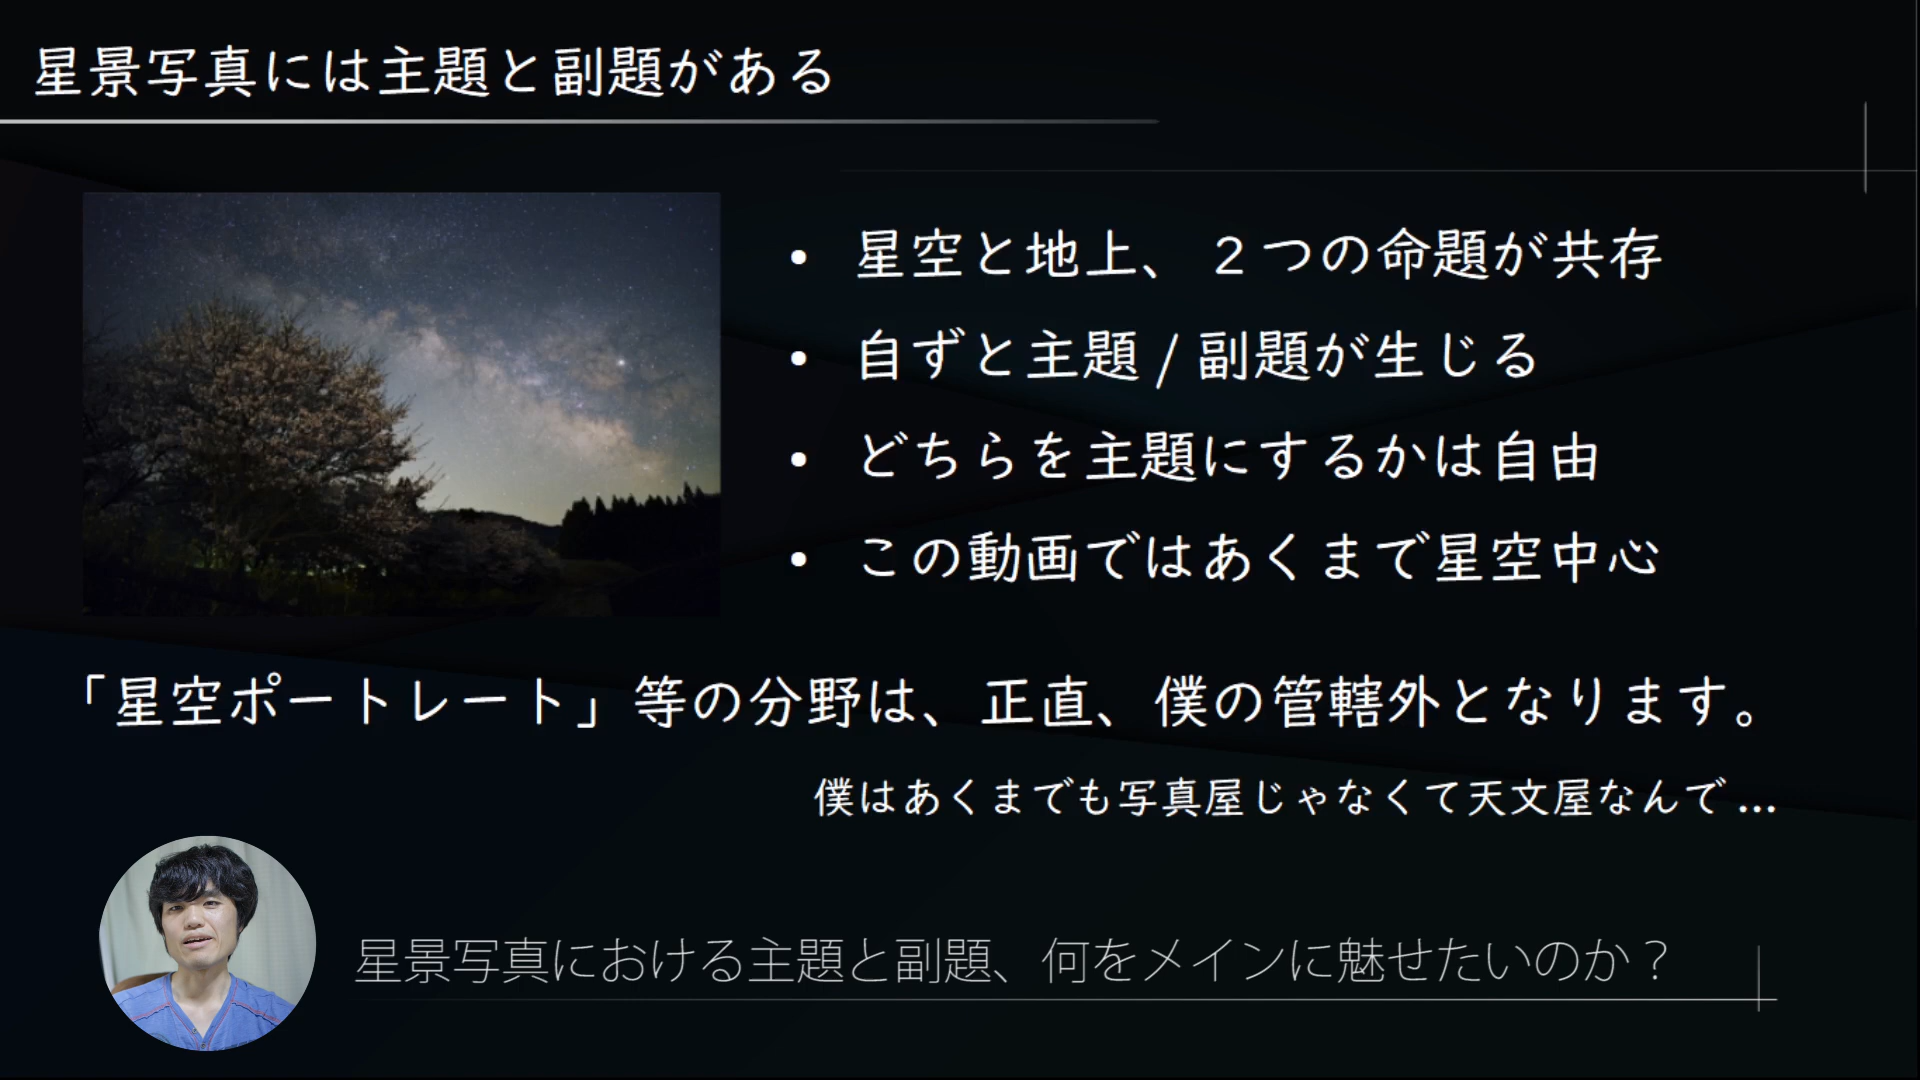 星景写真には主題と副題がある
• 星空と地上、２つの命題が共存
• 自ずと主題 / 副題が生じる
• どちらを主題にするかは自由
• この動画ではあくまで星空中心
「星空ポートレート」等の分野は、正直、僕の管轄外となります。
僕はあくまでも写真屋じゃなくて天文屋なんで…
星景写真における主題と副題、何をメインに魅せたいのか？